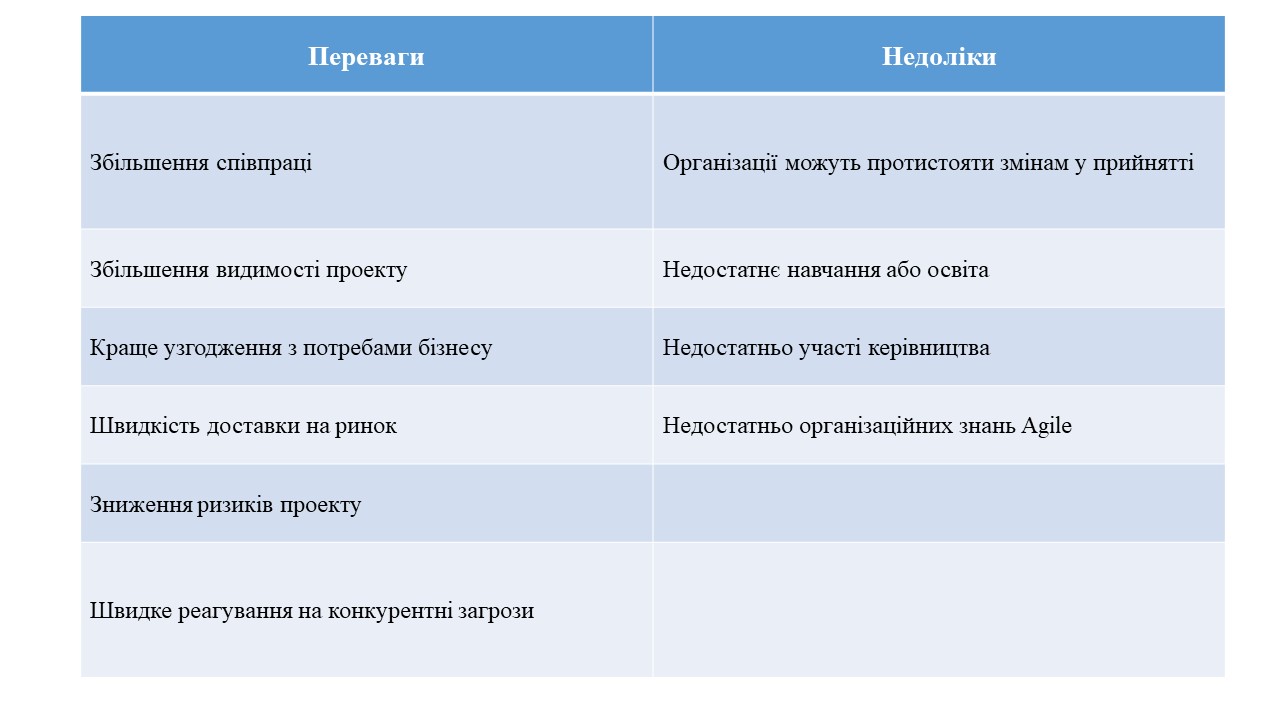 Переваги
Недоліки
Збільшення співпраці
Організації можуть протистояти змінам у прийнятті
Збільшення видимості проекту
Недостатнє навчання або освіта
Краще узгодження з потребами бізнесу
Недостатньо участі керівництва
Швидкість доставки на ринок
Недостатньо організаційних знань Agile
Зниження ризиків проекту
Швидке реагування на конкурентні загрози